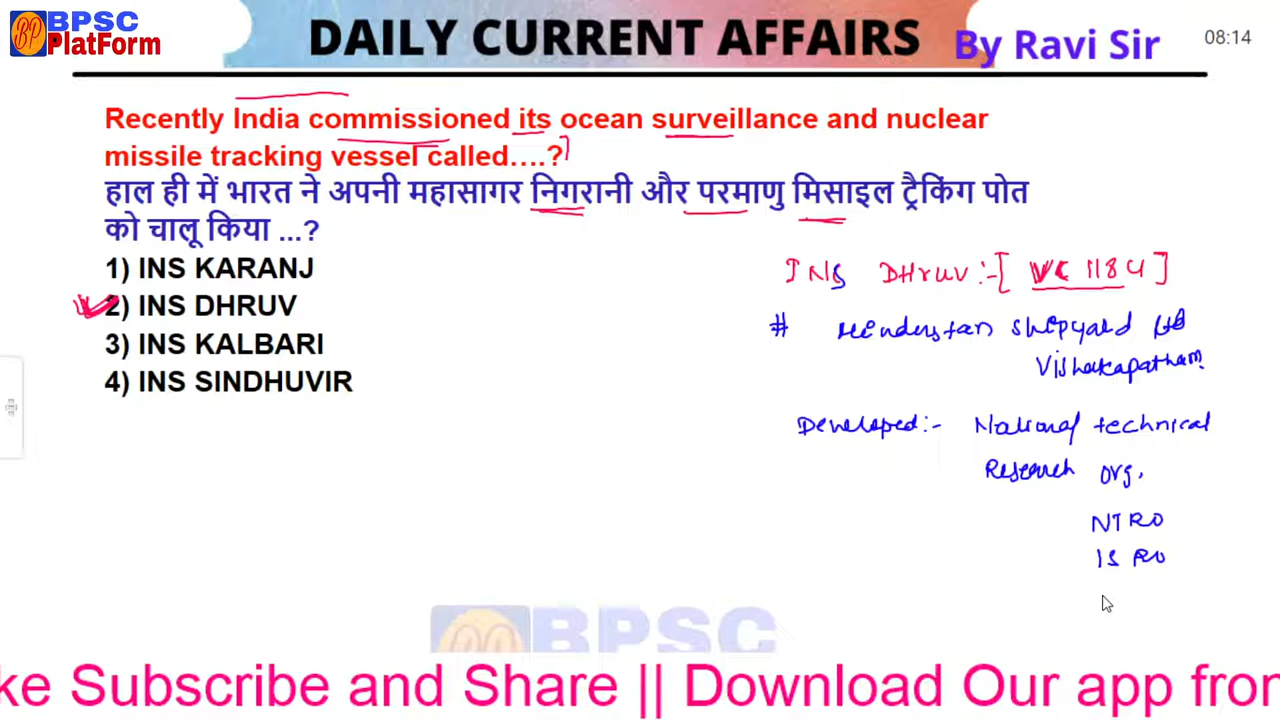 BPSC
PlatForm
DAILY CURRENT AFFAIRS By Ravi Sir
08:14
Recently India commissioned its ocean surveillance and nuclear
missile tracking vessel called....?
हाल ही में भारत ने अपनी महासागर निगरानी और परमाणु मिसाइल ट्रैकिंग पोत
को चालू किया ...?
1) INS KARANJ
2) INS DHRUV
3) INS KALBARI
4) INS SINDHUVIR
INS DHruv :- [ VC 1184 ]
# Hindustan shipyard Ltd
Vishakapatnam
Developed :- National technical
Research org.
NTRO
ISRO
BPSC
ke Subscribe and Share || Download Our app from